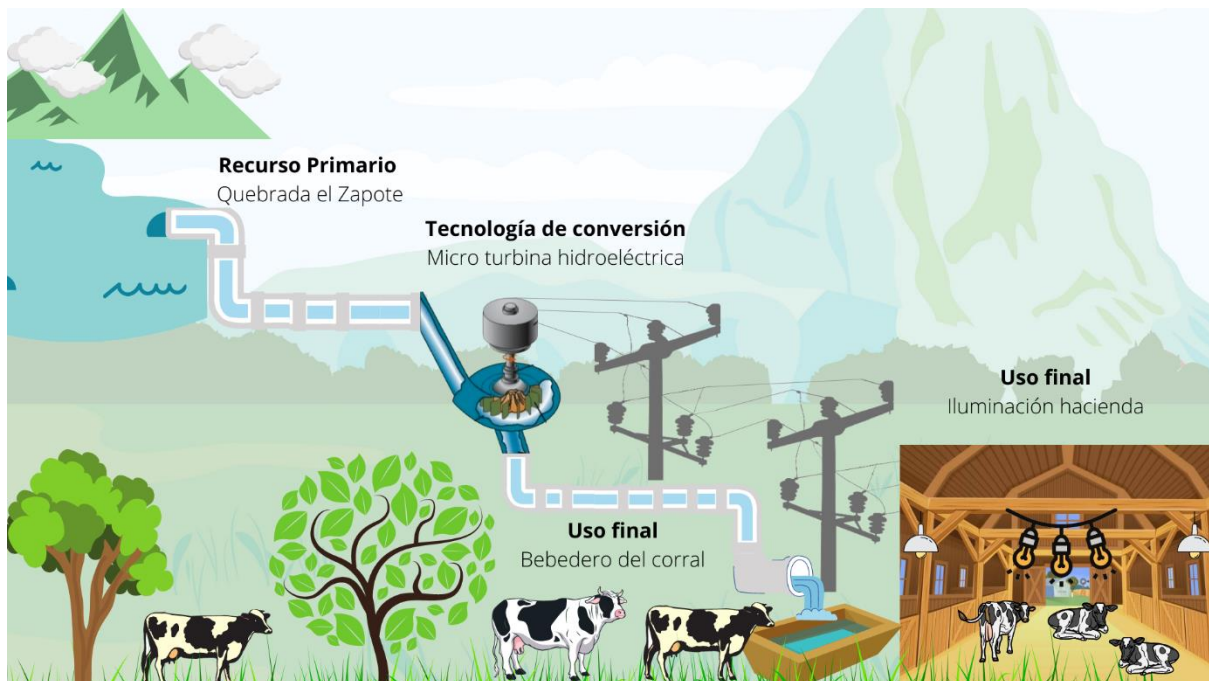 Recurso Primario
Quebrada el Zapote
Tecnología de conversión
Micro turbina hidroeléctrica
Uso final
Iluminación hacienda
Uso final
Bebedero del corral